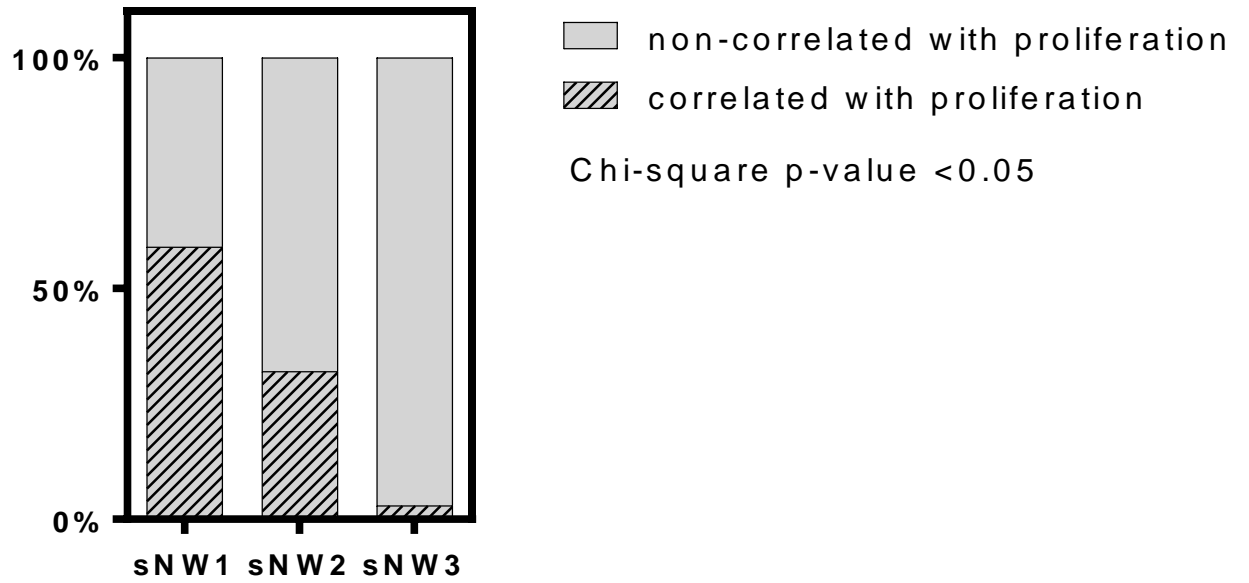 100%
50%
0%
sNW1 sNW2 sNW3
non-correlated with proliferation
correlated with proliferation
Chi-square p-value <0.05